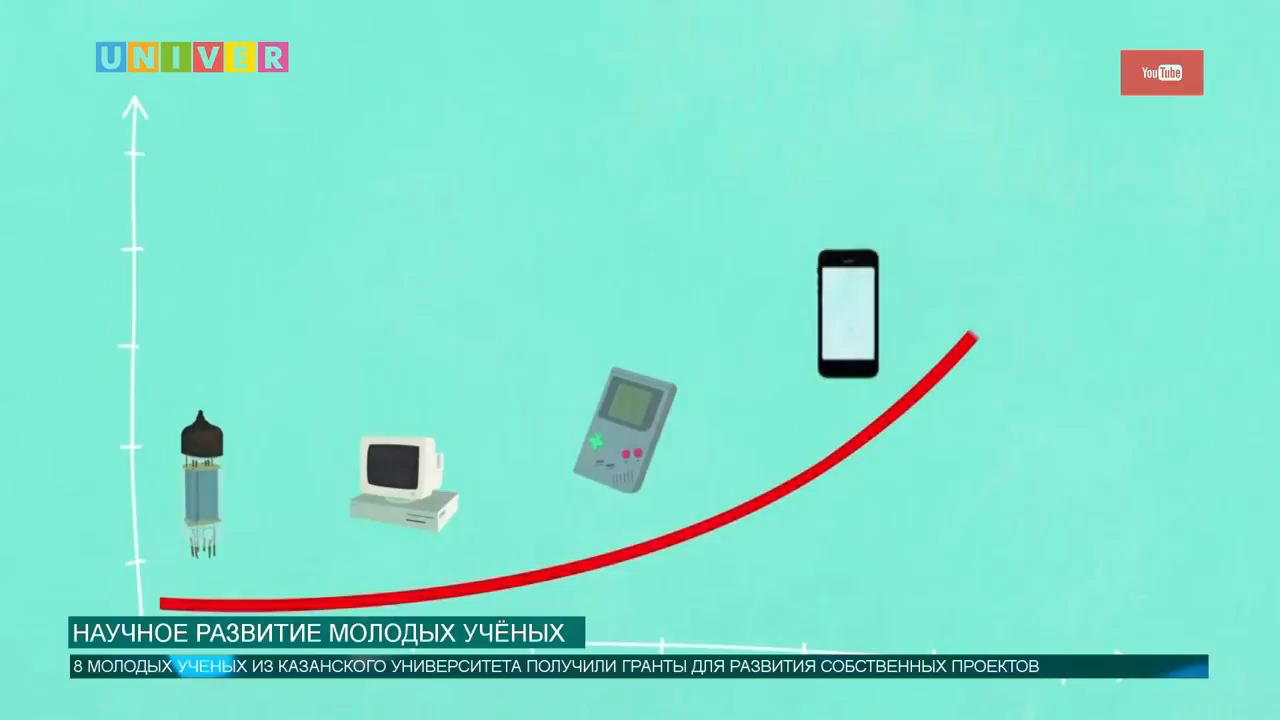 UNIVER
YouTube
НАУЧНОЕ РАЗВИТИЕ МОЛОДЫХ УЧЁНЫХ
8 МОЛОДЫХ УЧЕНЫХ ИЗ КАЗАНСКОГО УНИВЕРСИТЕТА ПОЛУЧИЛИ ГРАНТЫ ДЛЯ РАЗВИТИЯ СОБСТВЕННЫХ ПРОЕКТОВ